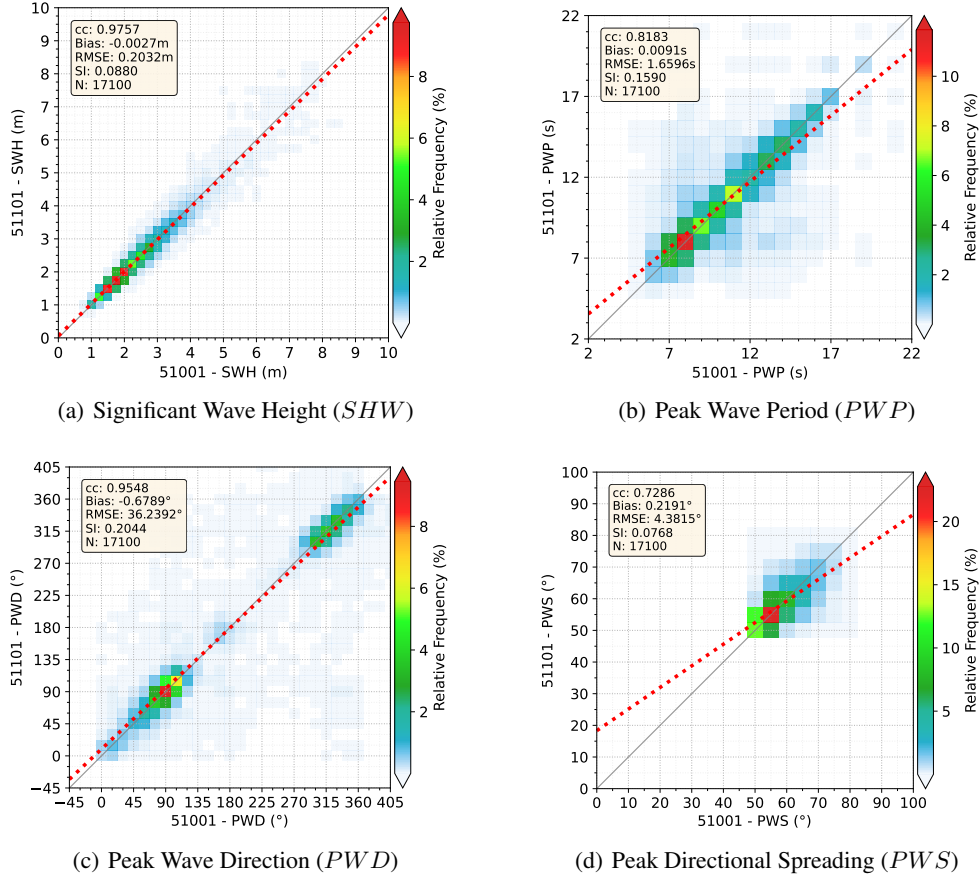 10
9
8
7
6
5
4
3
2
1
0
51101 - SWH (m)
cc: 0.9757
Bias: -0.0027m
RMSE: 0.2032m
SI: 0.0880
N: 17100
0 1 2 3 4 5 6 7 8 9 10
51001 - SWH (m)
8
6
4
2
Relative Frequency (%)
(a) Significant Wave Height (SHW)
22
17
12
7
2
51101 - PWP (s)
cc: 0.8183
Bias: 0.0091s
RMSE: 1.6596s
SI: 0.1590
N: 17100
2 7 12 17 22
51001 - PWP (s)
10
8
6
4
2
Relative Frequency (%)
(b) Peak Wave Period (PWP)
405
360
315
270
225
180
135
90
45
0
−45
51101 - PWD (°)
cc: 0.9548
Bias: -0.6789°
RMSE: 36.2392°
SI: 0.2044
N: 17100
−45 0 45 90 135 180 225 270 315 360 405
51001 - PWD (°)
8
6
4
2
Relative Frequency (%)
(c) Peak Wave Direction (PWD)
100
90
80
70
60
50
40
30
20
10
0
51101 - PWS (°)
cc: 0.7286
Bias: 0.2191°
RMSE: 4.3815°
SI: 0.0768
N: 17100
0 10 20 30 40 50 60 70 80 90 100
51001 - PWS (°)
20
15
10
5
Relative Frequency (%)
(d) Peak Directional Spreading (PWS)